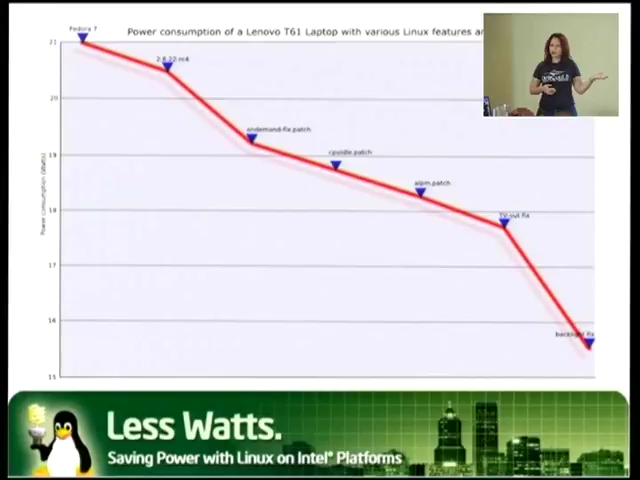 Power consumption of a Lenovo T61 Laptop with various Linux features an
Fedora 7
21
2.6.22-rc4
20
ondemand-fix.patch
19
cpuidle.patch
alpm.patch
18
TV-out fix
17
16
backlight fix
15
Power consumption (Watts)
Less Watts.
Saving Power with Linux on Intel® Platforms